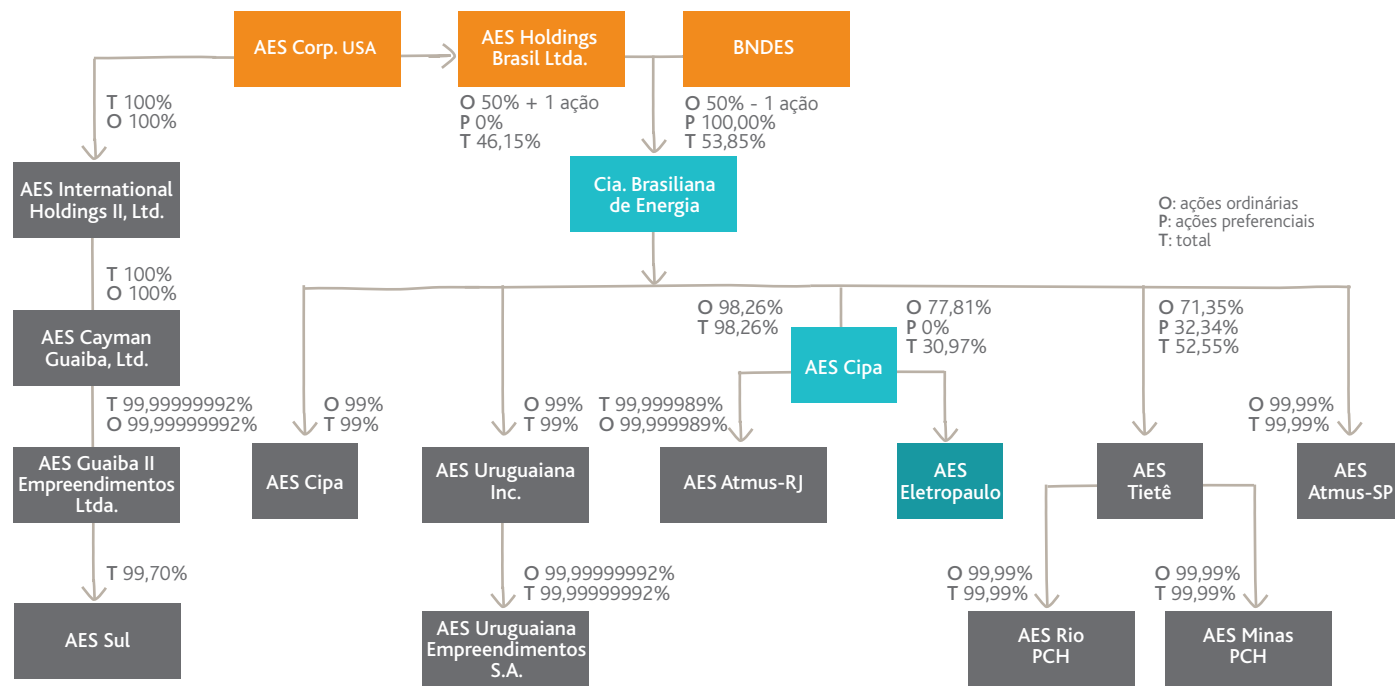 AES Corp. USA
AES Holdings
Brasil Ltda.
BNDES
T 100%
O 100%
O 50% + 1 ação
P 0%
T 46,15%
O 50% - 1 ação
P 100,00%
T 53,85%
AES International
Holdings II, Ltd.
Cia. Brasiliana
de Energia
O: ações ordinárias
P: ações preferenciais
T: total
T 100%
O 100%
AES Cayman
Guaiba, Ltd.
O 98,26%
T 98,26%
O 77,81%
P 0%
T 30,97%
AES Cipa
O 71,35%
P 32,34%
T 52,55%
T 99,99999992%
O 99,99999992%
O 99%
T 99%
O 99%
T 99%
T 99,999989%
O 99,999989%
O 99,99%
T 99,99%
AES Guaiba II
Empreendimentos
Ltda.
AES Cipa
AES Uruguaiana
Inc.
AES Atmus-RJ
AES
Eletropaulo
AES
Tietê
AES
Atmus-SP
T 99,70%
O 99,99999992%
T 99,99999992%
O 99,99%
T 99,99%
O 99,99%
T 99,99%
AES Sul
AES Uruguaiana
Empreendimentos
S.A.
AES Rio
PCH
AES Minas
PCH